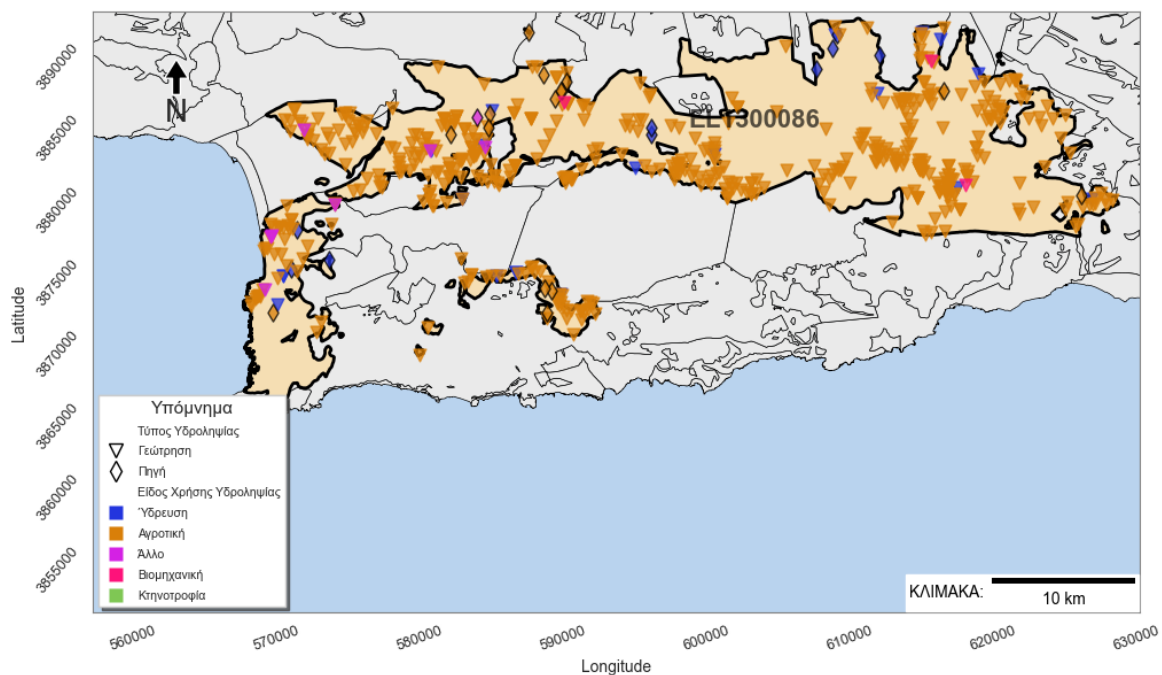 3890000
3885000
3880000
3875000
3870000
3865000
3860000
3855000
Latitude
N
EL1300086
Υπόμνημα
Τύπος Υδροληψίας
Γεώτρηση
Πηγή
Είδος Χρήσης Υδροληψίας
Ύδρευση
Αγροτική
Άλλο
Βιομηχανική
Κτηνοτροφία
ΚΛΙΜΑΚΑ:
10 km
560000
570000
580000
590000
600000
610000
620000
630000
Longitude